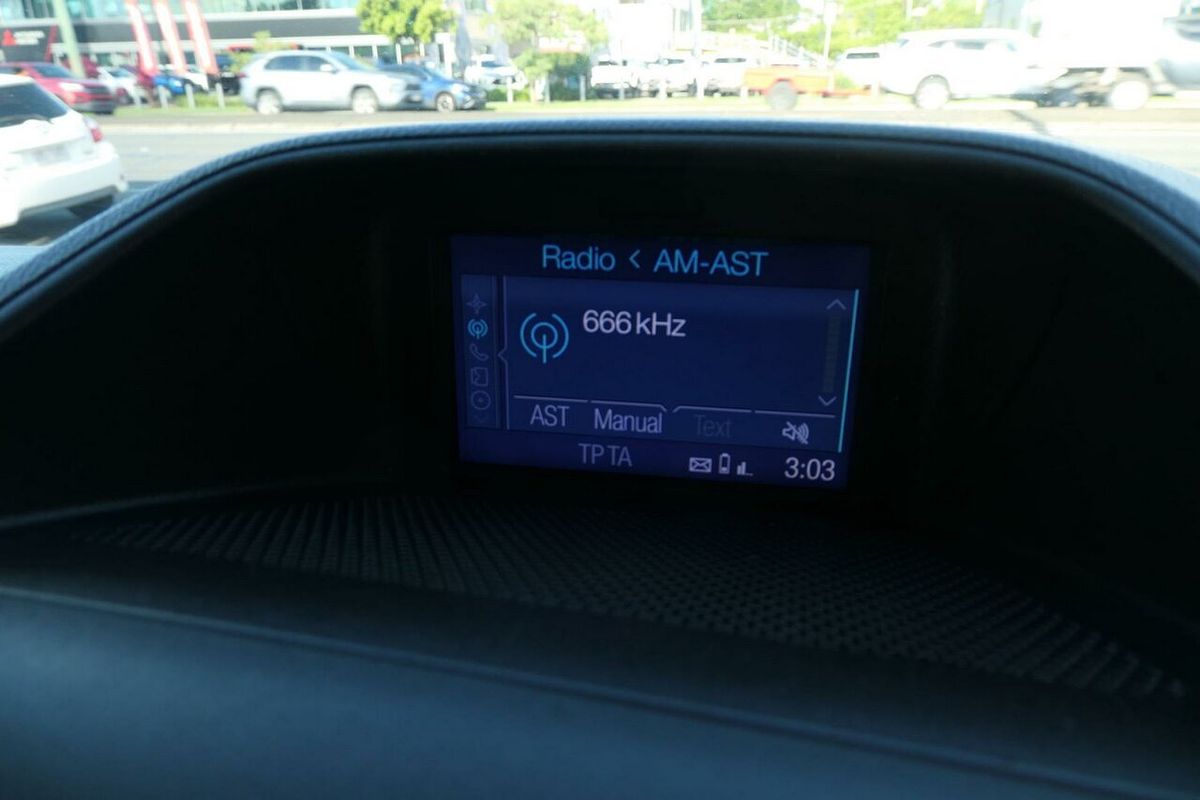 Radio < AM-AST
666 kHz
AST Manual Text
TP TA 3:03